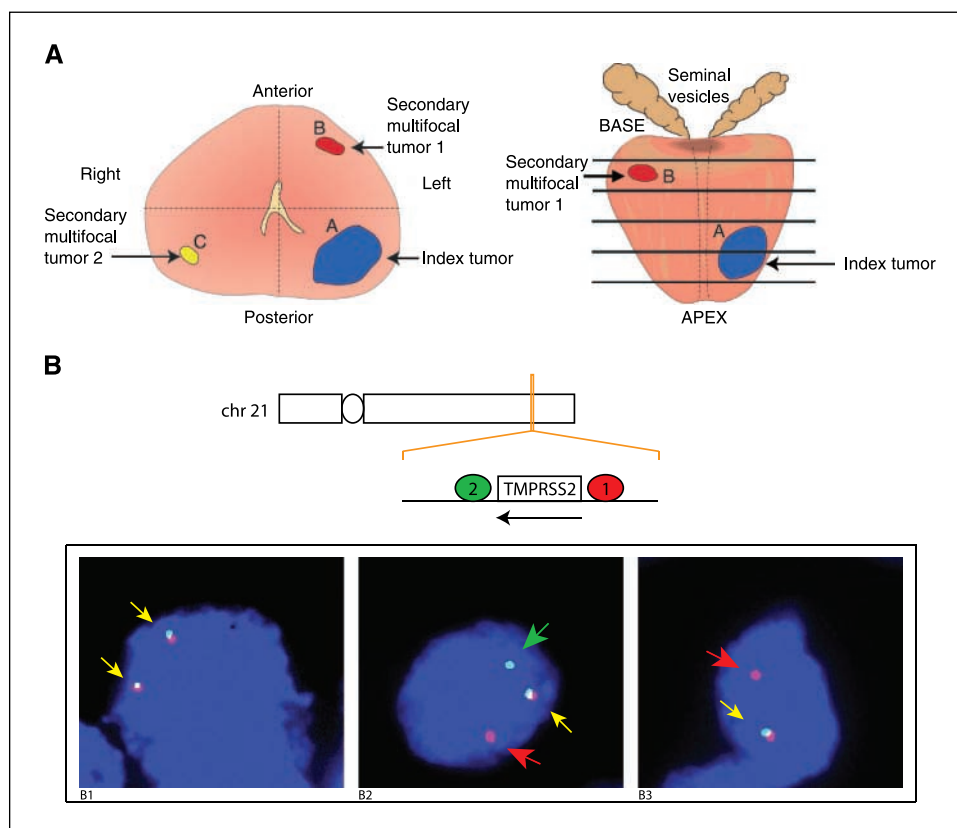 A
Anterior
Secondary
multifocal
tumor 1
B
Right
Left
Secondary
multifocal
tumor 2
C
A
Index tumor
Posterior
Seminal
vesicles
BASE
Secondary
multifocal
tumor 1
B
A
Index tumor
APEX
B
chr 21
2
TMPRSS2
1
B1
B2
B3